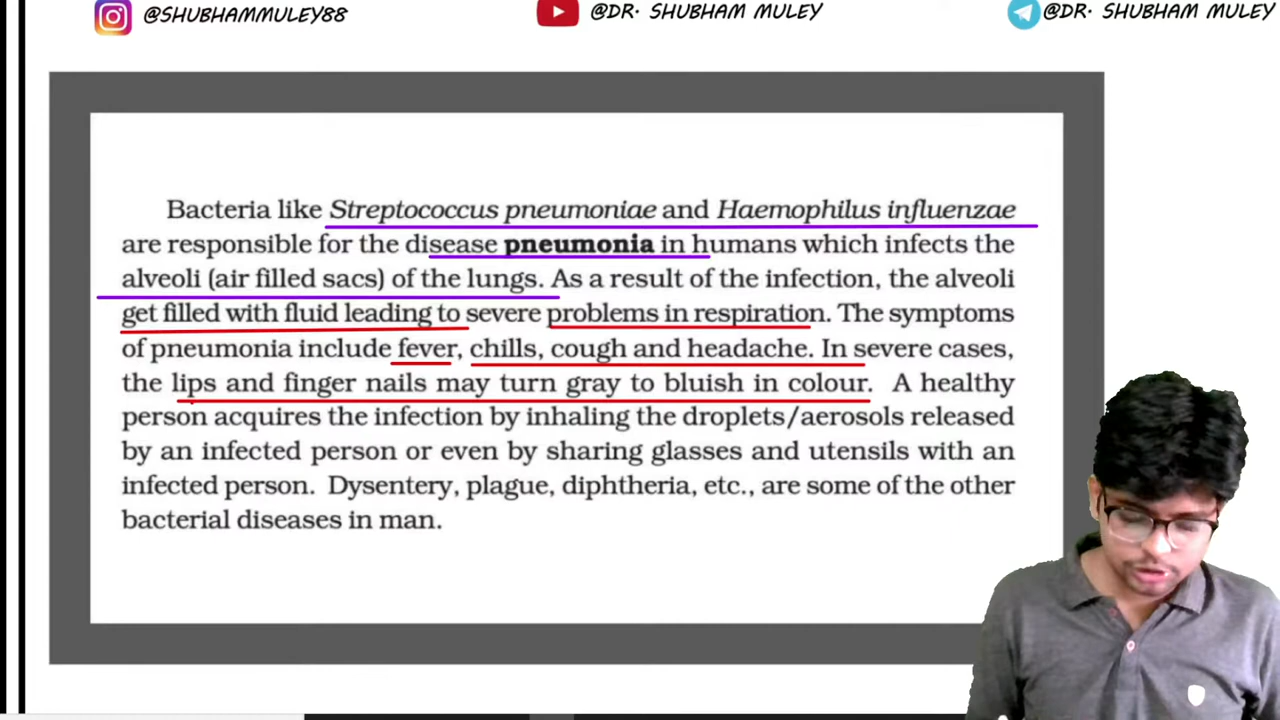 @SHUBHAMMULEY88 @DR. SHUBHAM MULEY @DR. SHUBHAM MULEY
Bacteria like Streptococcus pneumoniae and Haemophilus influenzae
are responsible for the disease pneumonia in humans which infects the
alveoli (air filled sacs) of the lungs. As a result of the infection, the alveoli
get filled with fluid leading to severe problems in respiration. The symptoms
of pneumonia include fever, chills, cough and headache. In severe cases,
the lips and finger nails may turn gray to bluish in colour. A healthy
person acquires the infection by inhaling the droplets/aerosols released
by an infected person or even by sharing glasses and utensils with an
infected person. Dysentery, plague, diphtheria, etc., are some of the other
bacterial diseases in man.